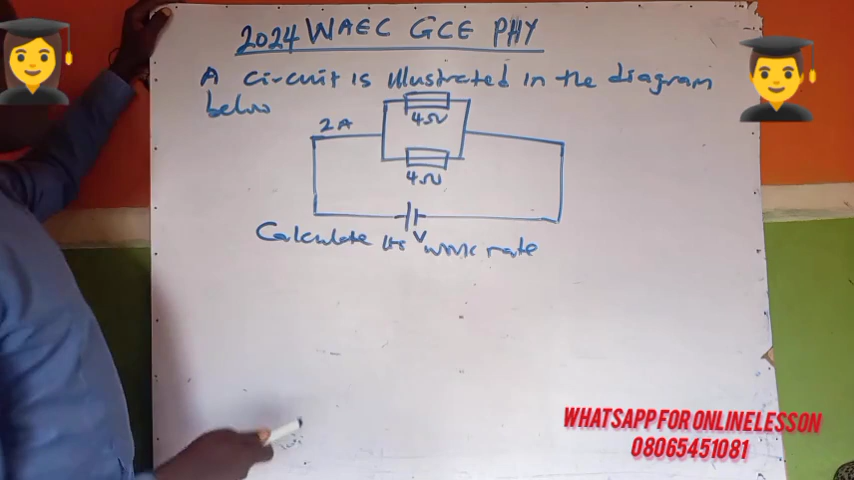 2024 WAEC GCE PHY
A circuit is illustrated in the diagram
below
2A
4Ω
4Ω
V
Calculate its work rate
WHATSAPP FOR ONLINE LESSON
08065451081